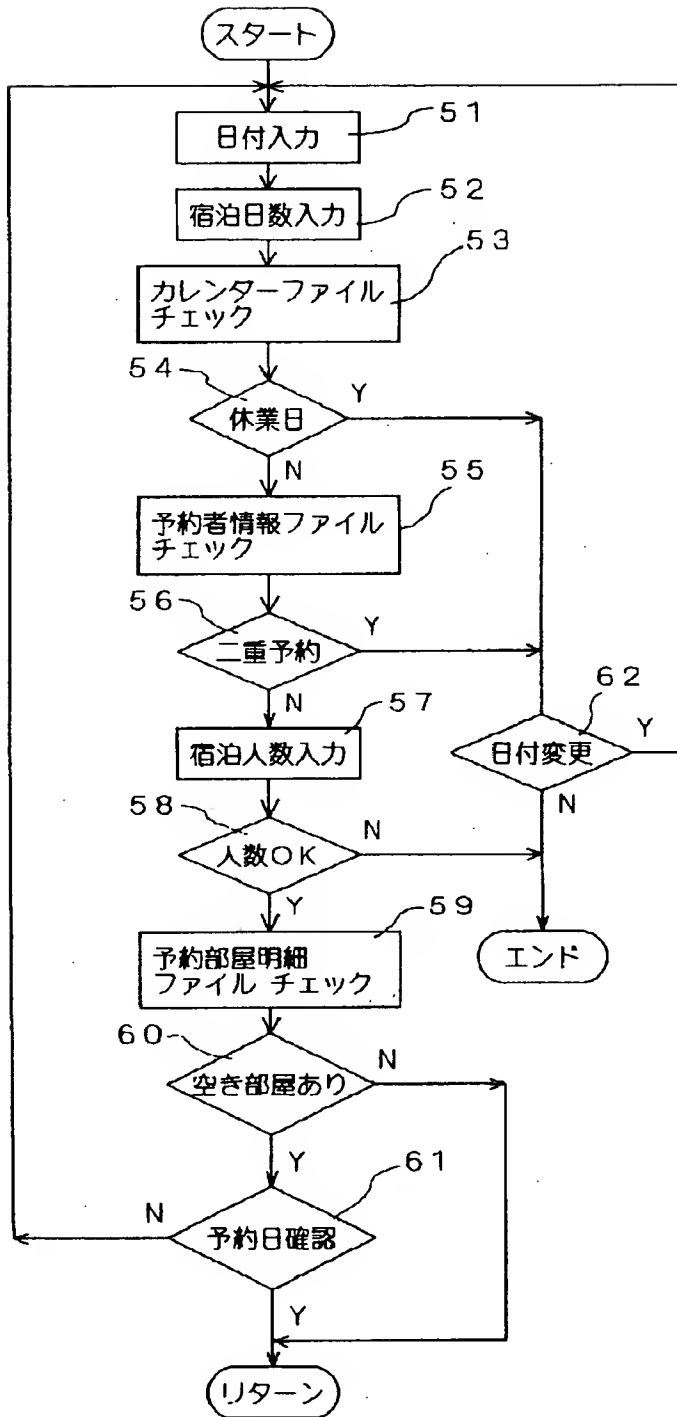 スタート
51
日付入力
52
宿泊日数入力
53
カレンダーファイル
チェック
54
休業日
Y
N
55
予約者情報ファイル
チェック
56
二重予約
Y
N
57
宿泊人数入力
62
日付変更
Y
N
58
人数OK
N
Y
59
予約部屋明細
ファイル チェック
エンド
60
空き部屋あり
N
Y
61
予約日確認
N
Y
リターン